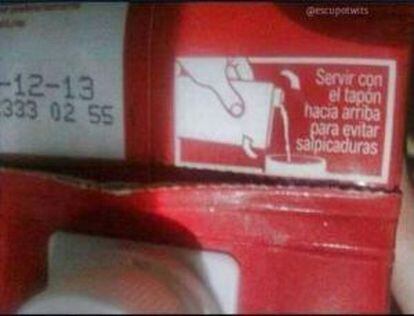 @escupotwits
-12-13
333 02 55
Servir con
el tapón
hacia arriba
para evitar
salpicaduras